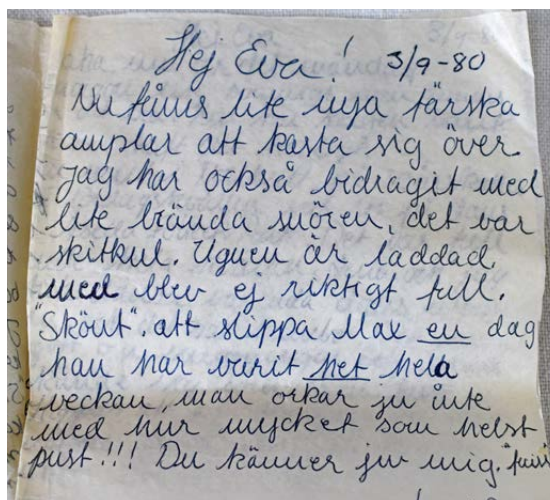 Hej Eva! 3/9-80
Nu finns lite nya färska
amplar att kasta sig över
Jag har också bidragit med
lite brända snören, det var
skitkul. Ugnen är laddad.
med blev ej riktigt full.
"Skönt". att slippa Max en dag
han har varit het hela
veckan, man orkar ju inte
med hur mycket som helst
pust!!! Du känner ju mig.